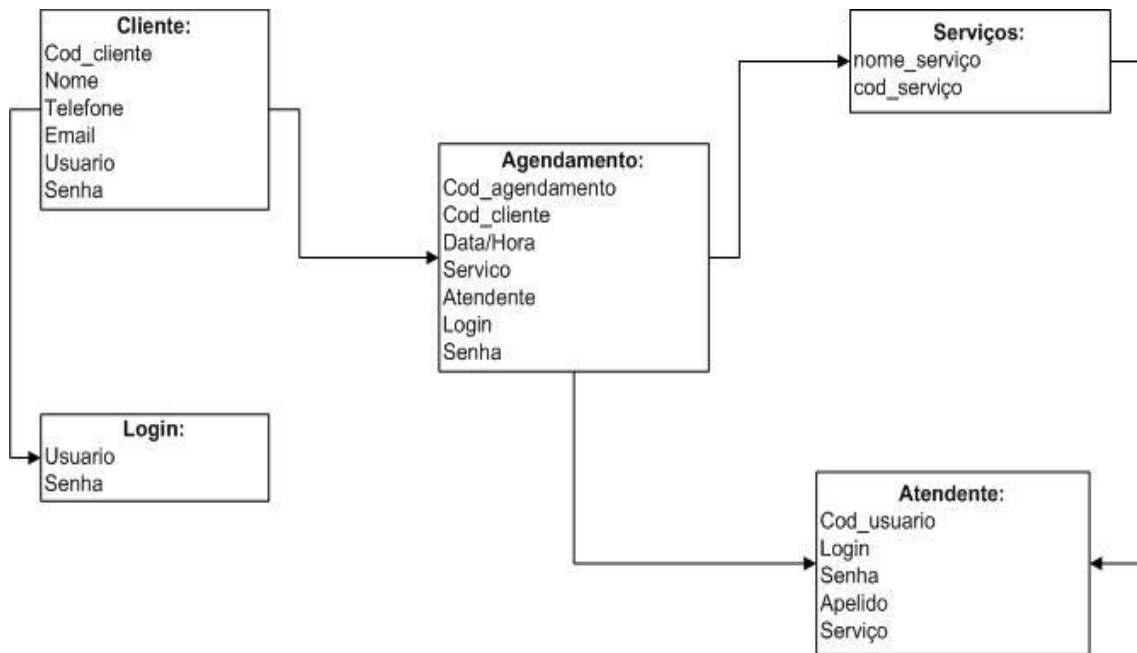 Cliente:
Cod_cliente
Nome
Telefone
Email
Usuario
Senha
Serviços:
nome_serviço
cod_serviço
Agendamento:
Cod_agendamento
Cod_cliente
Data/Hora
Servico
Atendente
Login
Senha
Login:
Usuario
Senha
Atendente:
Cod_usuario
Login
Senha
Apelido
Serviço